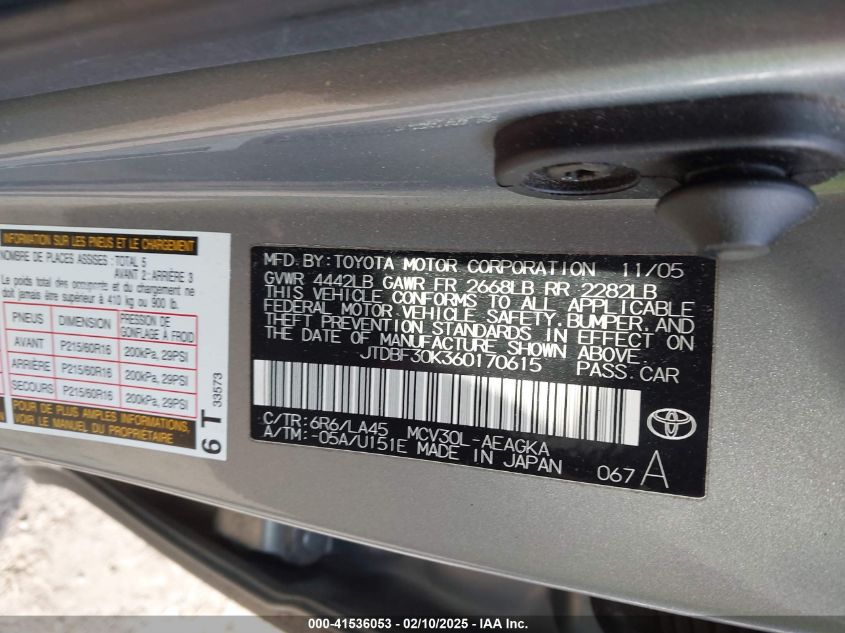 INFORMATION SUR LES PNEUS ET LE CHARGEMENT
NOMBRE DE PLACES ASSISES : TOTAL 5
AVANT 2 : ARRIÈRE 3
Le poids total des occupants et du chargement ne
doit jamais être supérieur à 410 kg ou 900 lb.
PNEUS DIMENSION PRESSION DE GONFLAGE À FROID
AVANT P215/60R16 200kPa, 29PSI
ARRIÈRE P215/60R16 200kPa, 29PSI
SECOURS P215/60R16 200kPa, 29PSI
POUR DE PLUS AMPLES INFORMATIONS,
VOIR LE MANUEL DU PROPRIÉTAIRE
6 T 33573
MFD.BY:TOYOTA MOTOR CORPORATION 11/05
GVWR 4442LB GAWR FR 2668LB RR 2282LB
THIS VEHICLE CONFORMS TO ALL APPLICABLE
FEDERAL MOTOR VEHICLE SAFETY,BUMPER,AND
THEFT PREVENTION STANDARDS IN EFFECT ON
THE DATE OF MANUFACTURE SHOWN ABOVE.
JTDBF30K360170615 PASS.CAR
C/TR:6R6/LA45 MCV30L-AEAGKA
A/TM:-05A/U151E MADE IN JAPAN
067A
000-41536053 - 02/10/2025 - IAA Inc.